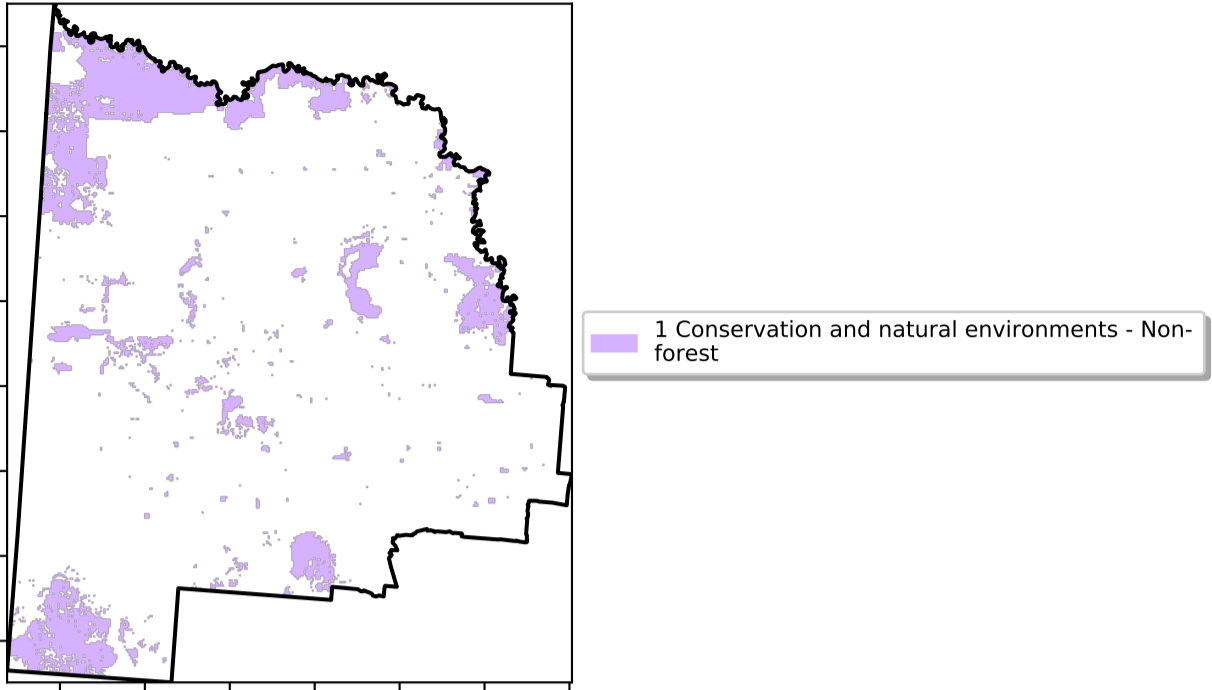 1 Conservation and natural environments - Non-
forest